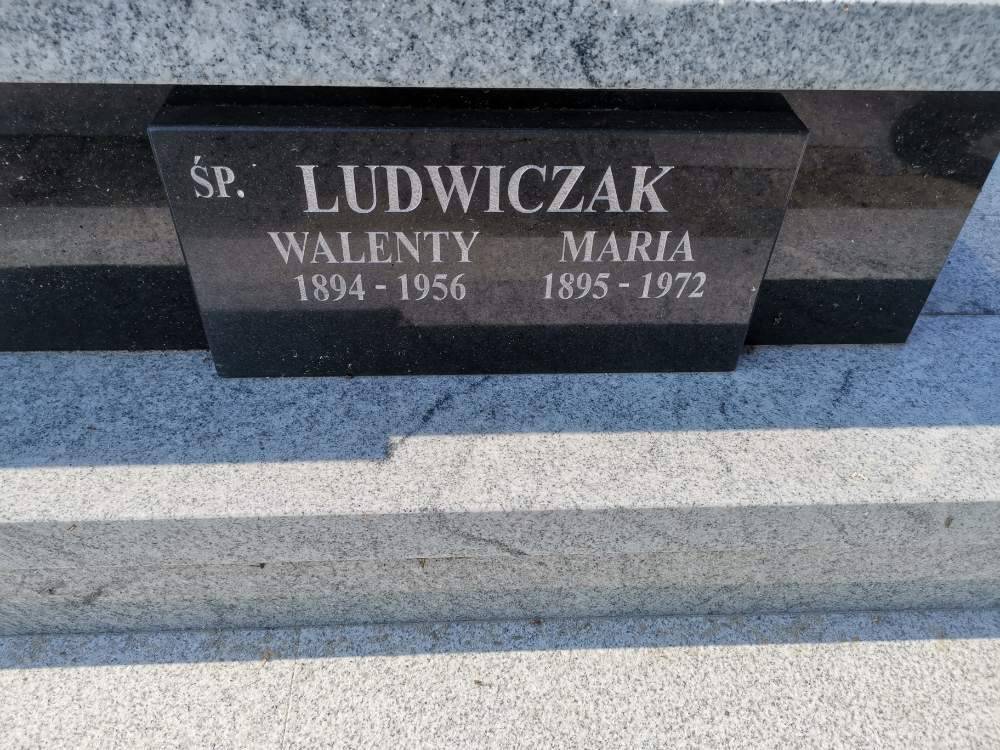 ŚP. LUDWICZAK
WALENTY MARIA
1894 - 1956 1895 - 1972